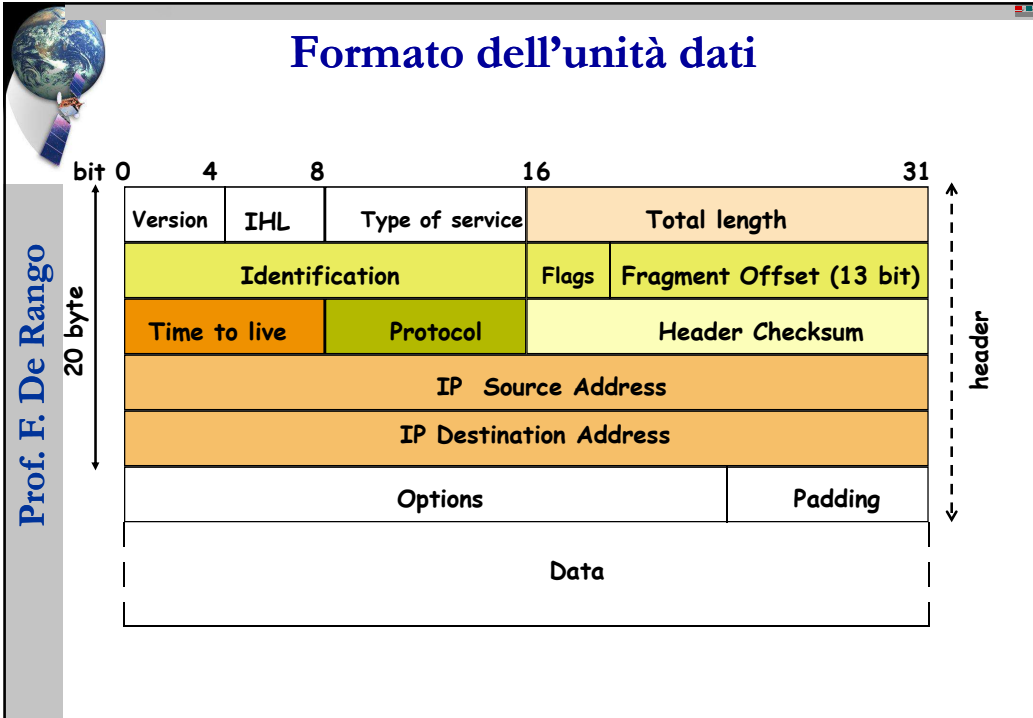 Formato dell’unità dati
bit 0 4 8 16 31
Version IHL Type of service Total length
Identification Flags Fragment Offset (13 bit)
Time to live Protocol Header Checksum
IP Source Address
IP Destination Address
Options Padding
Data
20 byte
header
Prof. F. De Rango